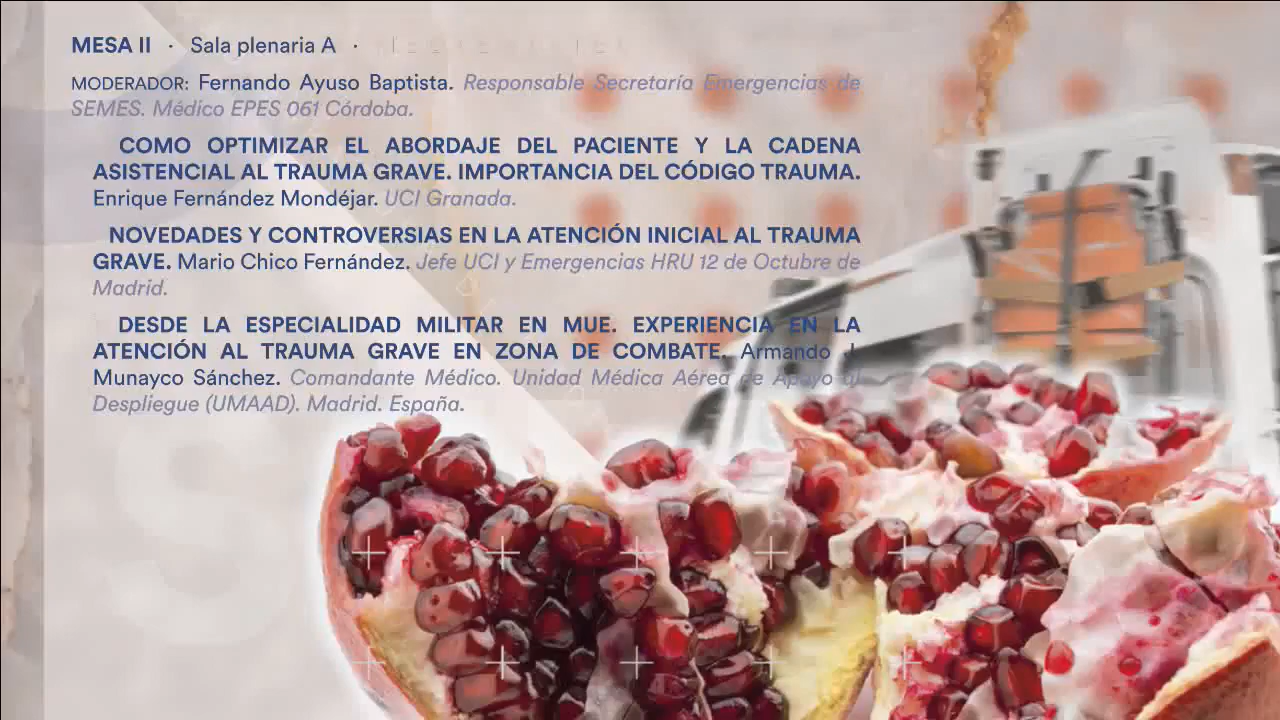 MESA II · Sala plenaria A ·
MODERADOR: Fernando Ayuso Baptista. Responsable Secretaría Emergencias de
SEMES. Médico EPES 061 Córdoba.
COMO OPTIMIZAR EL ABORDAJE DEL PACIENTE Y LA CADENA
ASISTENCIAL AL TRAUMA GRAVE. IMPORTANCIA DEL CÓDIGO TRAUMA.
Enrique Fernández Mondéjar. UCI Granada.
NOVEDADES Y CONTROVERSIAS EN LA ATENCIÓN INICIAL AL TRAUMA
GRAVE. Mario Chico Fernández. Jefe UCI y Emergencias HRU 12 de Octubre de
Madrid.
DESDE LA ESPECIALIDAD MILITAR EN MUE. EXPERIENCIA EN LA
ATENCIÓN AL TRAUMA GRAVE EN ZONA DE COMBATE. Armando J.
Munayco Sánchez. Comandante Médico. Unidad Médica Aérea de Apoyo al
Despliegue (UMAAD). Madrid. España.